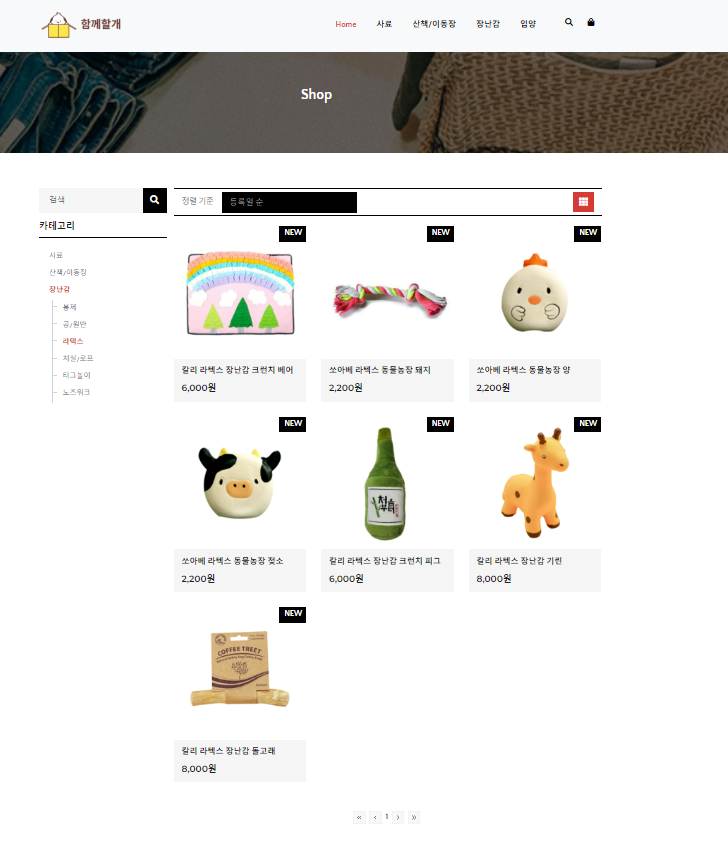 함께할개
Home 사료 산책/이동장 장난감 입양
Shop
검색
정렬 기준 등록일 순
카테고리
사료
산책/이동장
장난감
봉제
공/원반
라텍스
치실/로프
터그놀이
노즈워크
NEW
NEW
NEW
칼리 라텍스 장난감 크런치 베어
6,000원
쏘아베 라텍스 동물농장 돼지
2,200원
쏘아베 라텍스 동물농장 양
2,200원
NEW
NEW
NEW
쏘아베 라텍스 동물농장 젖소
2,200원
칼리 라텍스 장난감 크런치 피그
6,000원
칼리 라텍스 장난감 기린
8,000원
NEW
COFFEE TREET
칼리 라텍스 장난감 돌고래
8,000원
« ‹ 1 › »